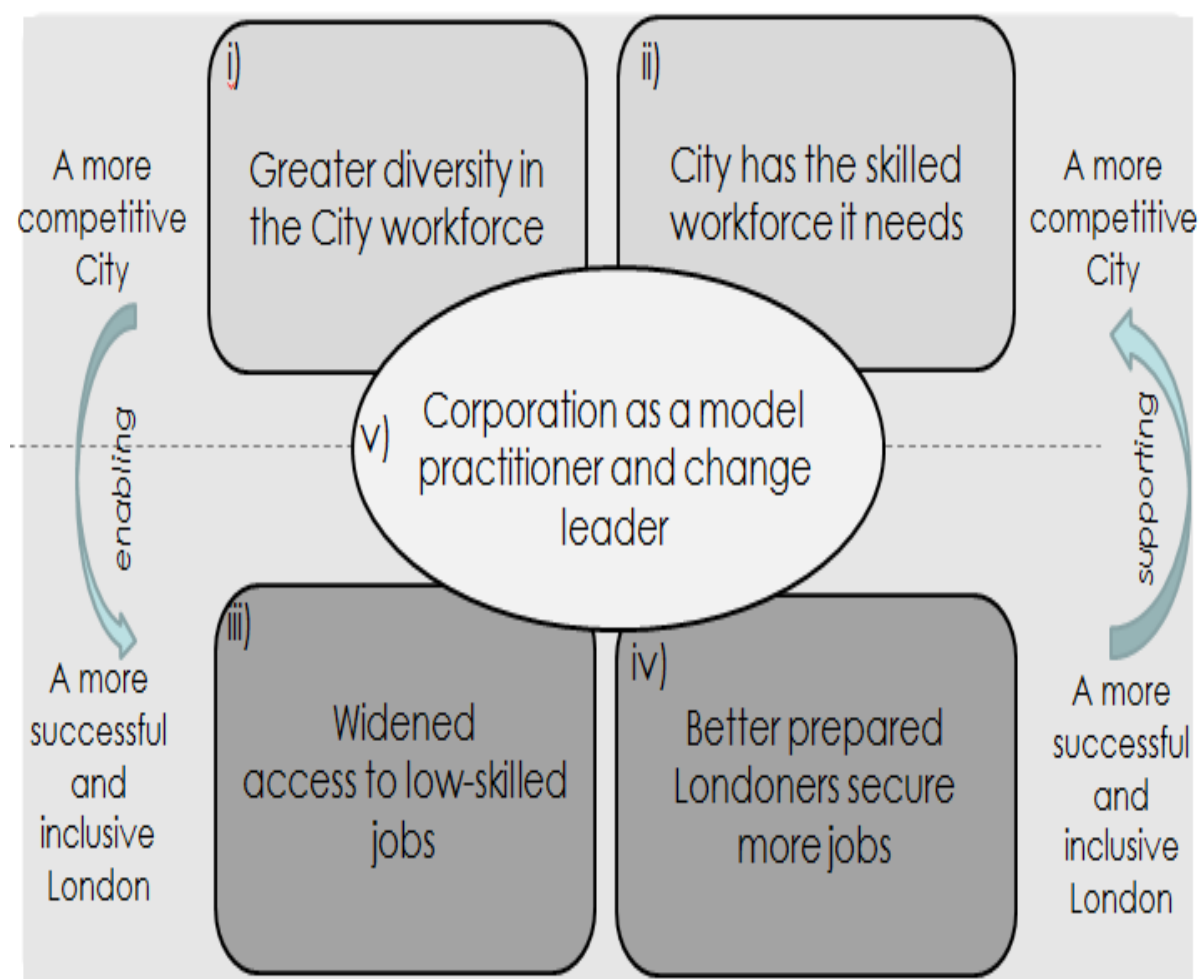 i)
Greater diversity in
the City workforce
ii)
City has the skilled
workforce it needs
A more
competitive
City
enabling
A more
successful
and
inclusive
London
A more
competitive
City
supporting
A more
successful
and
inclusive
London
v)
Corporation as a model
practitioner and change
leader
iii)
Widened
access to low-skilled
jobs
iv)
Better prepared
Londoners secure
more jobs